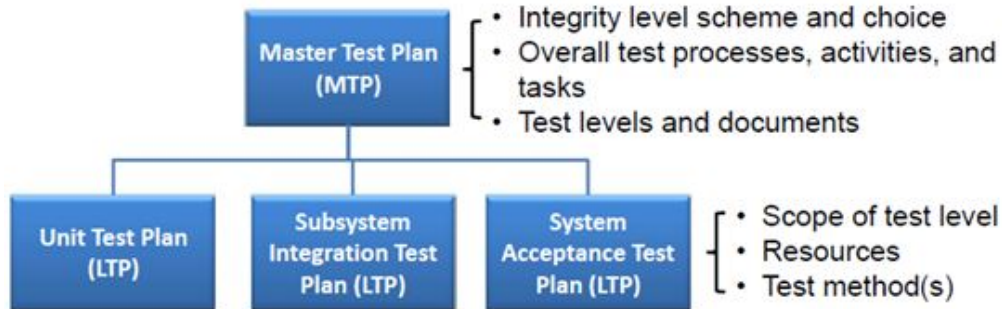 Master Test Plan
(MTP)
• Integrity level scheme and choice
• Overall test processes, activities, and
tasks
• Test levels and documents
Unit Test Plan
(LTP)
Subsystem
Integration Test
Plan (LTP)
System
Acceptance Test
Plan (LTP)
• Scope of test level
• Resources
• Test method(s)